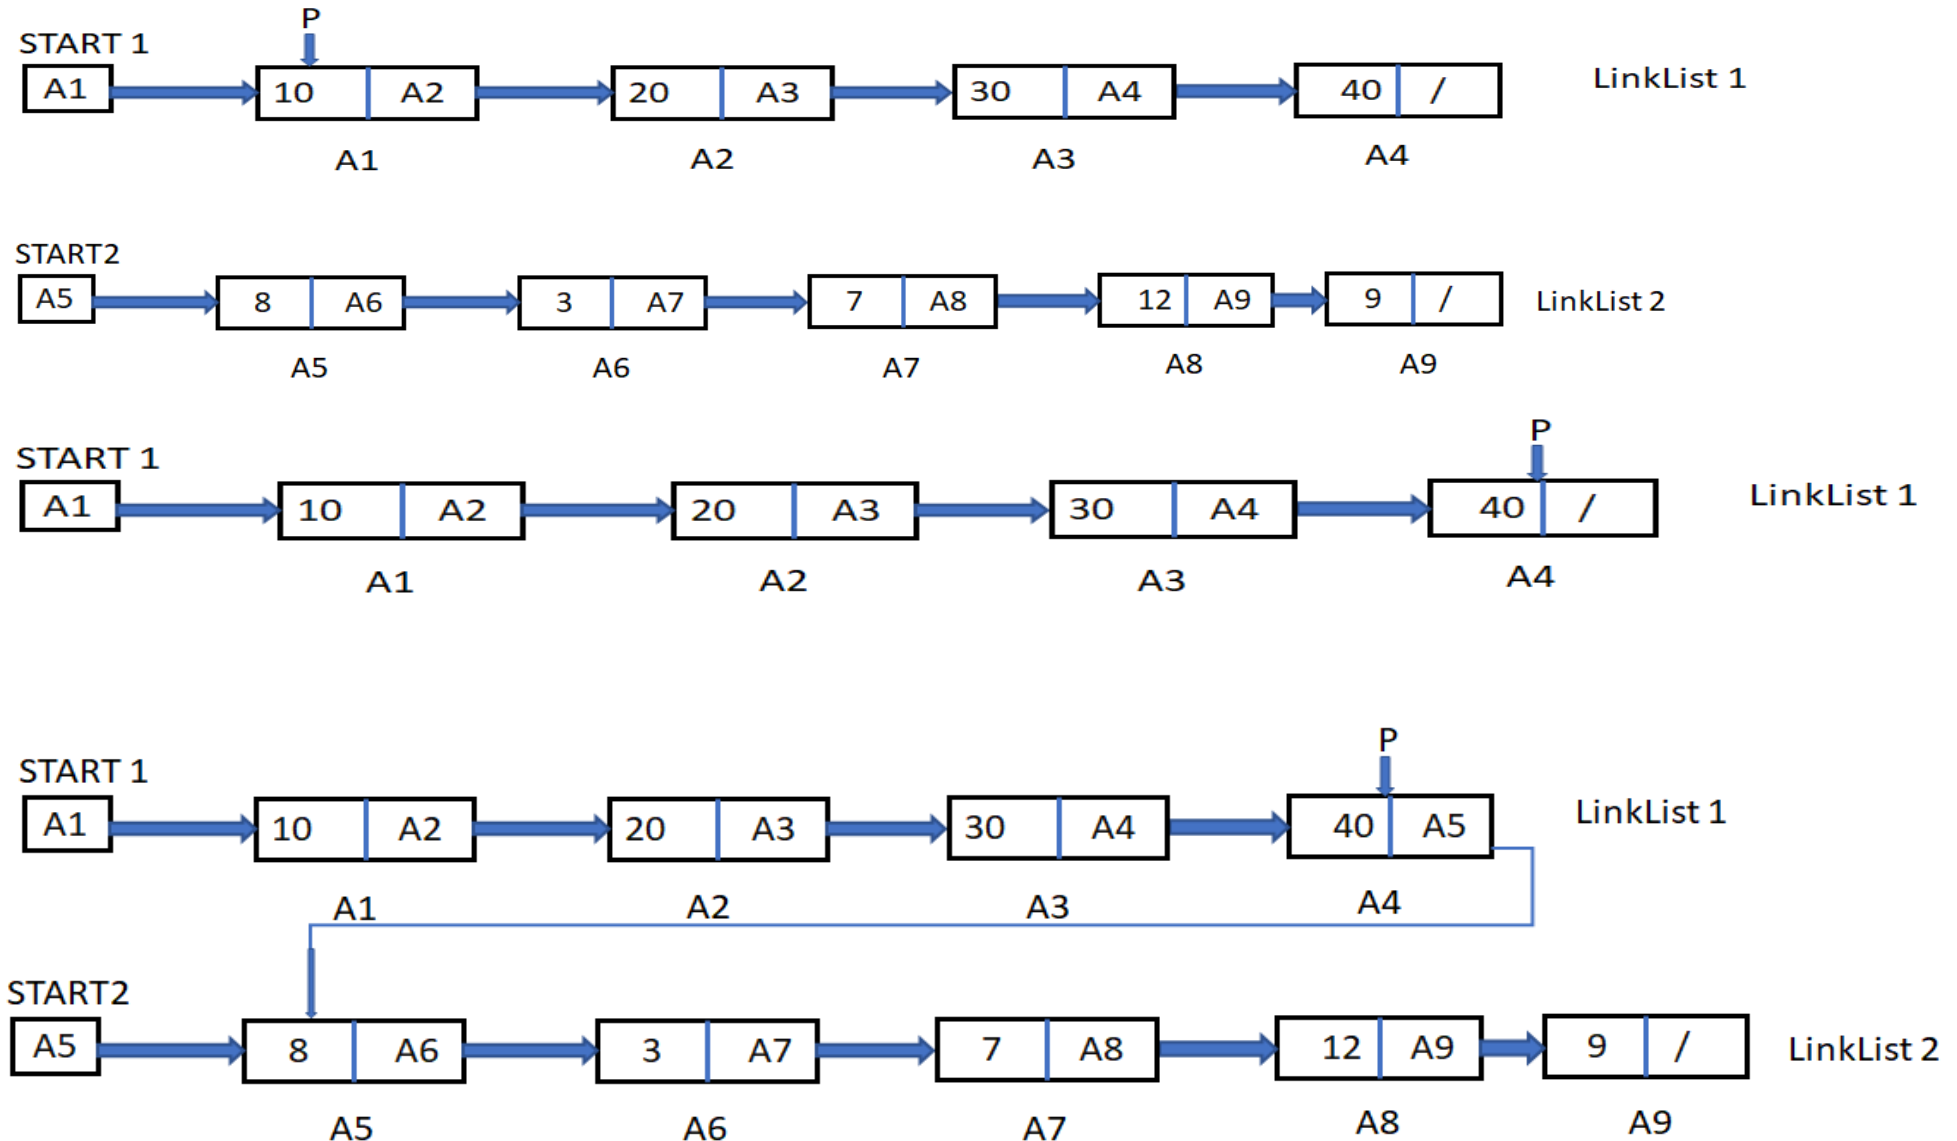 P
START 1
A1 10 A2 20 A3 30 A4 40 / LinkList 1
A1 A2 A3 A4
START2
A5 8 A6 3 A7 7 A8 12 A9 9 / LinkList 2
A5 A6 A7 A8 A9
P
START 1
A1 10 A2 20 A3 30 A4 40 / LinkList 1
A1 A2 A3 A4
P
START 1
A1 10 A2 20 A3 30 A4 40 A5 LinkList 1
A1 A2 A3 A4
START2
A5 8 A6 3 A7 7 A8 12 A9 9 / LinkList 2
A5 A6 A7 A8 A9